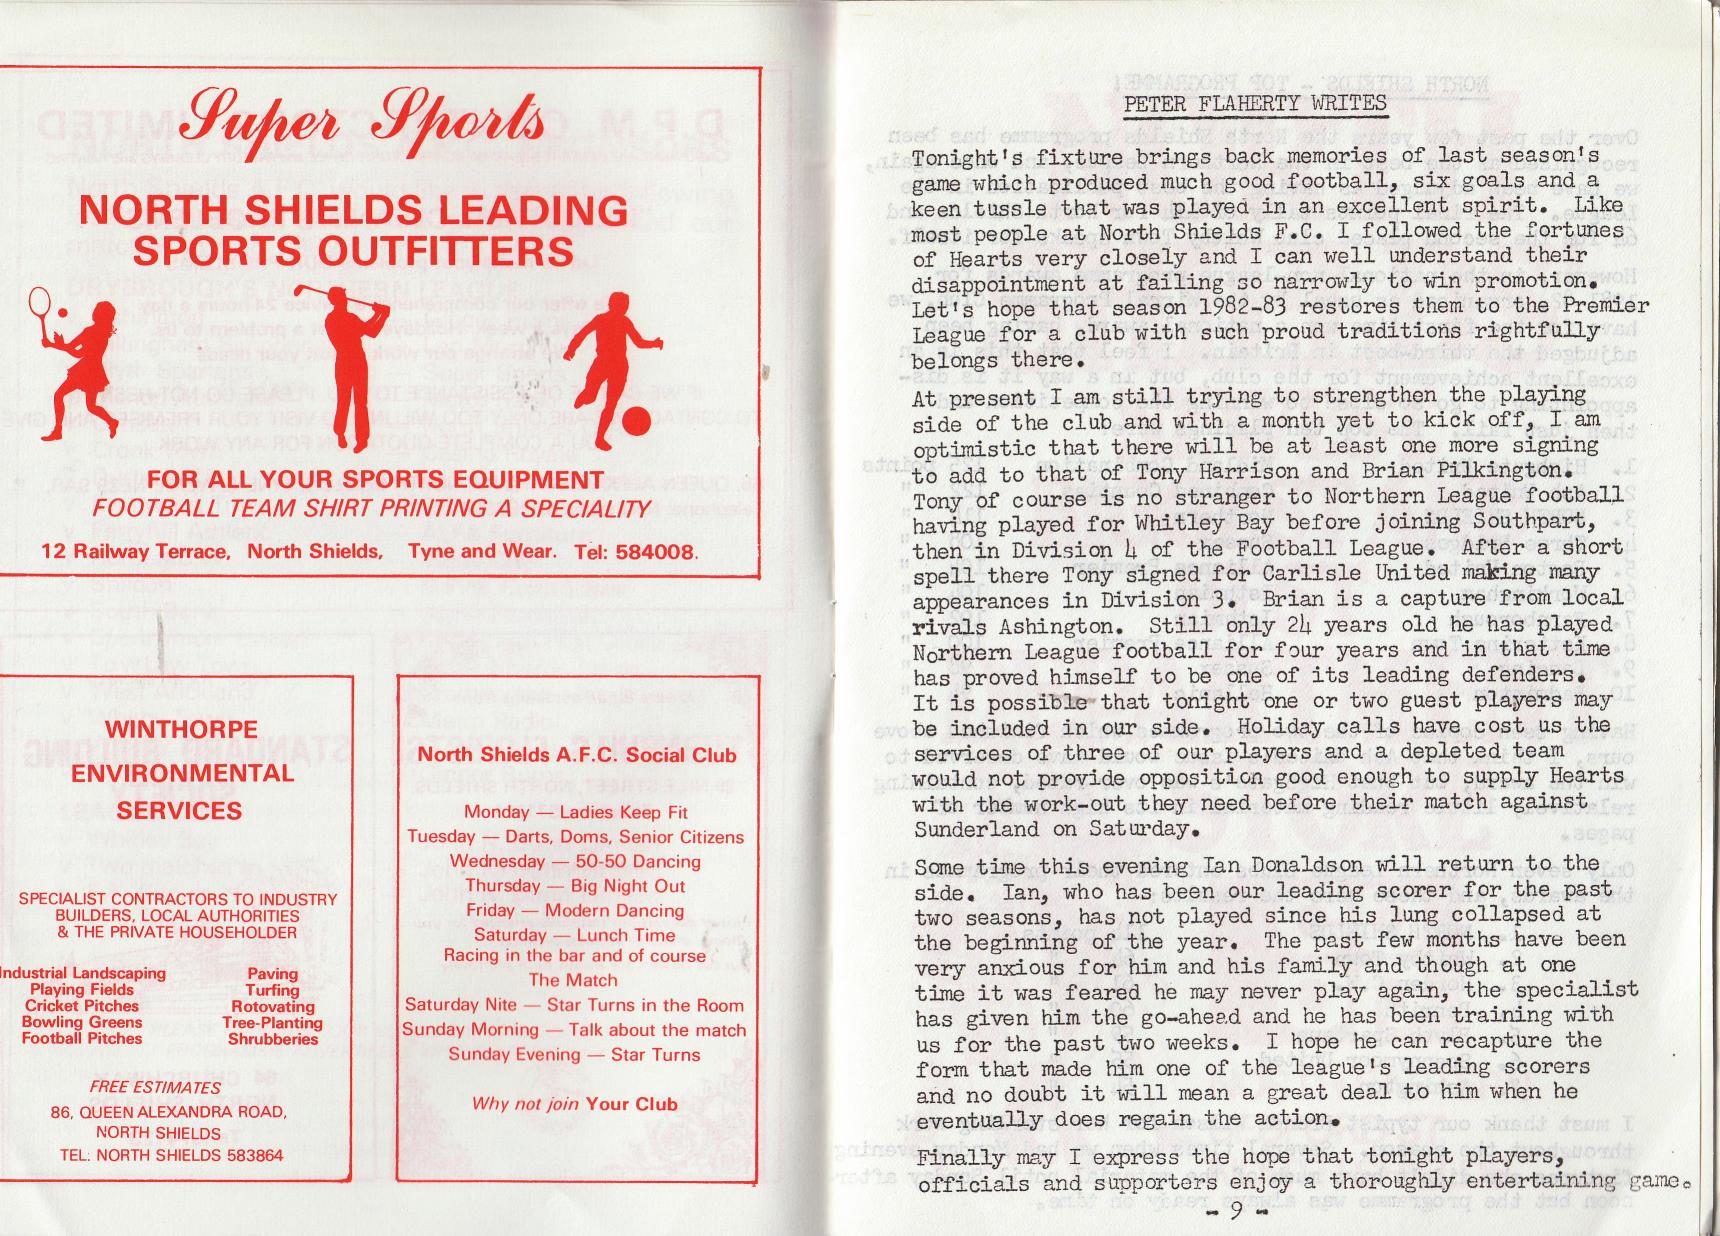 Super Sports
NORTH SHIELDS LEADING
SPORTS OUTFITTERS
FOR ALL YOUR SPORTS EQUIPMENT
FOOTBALL TEAM SHIRT PRINTING A SPECIALITY
12 Railway Terrace, North Shields, Tyne and Wear. Tel: 584008.
WINTHORPE
ENVIRONMENTAL
SERVICES
SPECIALIST CONTRACTORS TO INDUSTRY
BUILDERS, LOCAL AUTHORITIES
& THE PRIVATE HOUSEHOLDER
Industrial Landscaping
Playing Fields
Cricket Pitches
Bowling Greens
Football Pitches
Paving
Turfing
Rotovating
Tree-Planting
Shrubberies
FREE ESTIMATES
86, QUEEN ALEXANDRA ROAD,
NORTH SHIELDS
TEL: NORTH SHIELDS 583864
North Shields A.F.C. Social Club
Monday — Ladies Keep Fit
Tuesday — Darts, Doms, Senior Citizens
Wednesday — 50-50 Dancing
Thursday — Big Night Out
Friday — Modern Dancing
Saturday — Lunch Time
Racing in the bar and of course
The Match
Saturday Nite — Star Turns in the Room
Sunday Morning — Talk about the match
Sunday Evening — Star Turns
Why not join Your Club
PETER FLAHERTY WRITES
Tonight's fixture brings back memories of last season's
game which produced much good football, six goals and a
keen tussle that was played in an excellent spirit. Like
most people at North Shields F.C. I followed the fortunes
of Hearts very closely and I can well understand their
disappointment at failing so narrowly to win promotion.
Let's hope that season 1982-83 restores them to the Premier
League for a club with such proud traditions rightfully
belongs there.
At present I am still trying to strengthen the playing
side of the club and with a month yet to kick off, am
optimistic that there will be at least one more signing
to add to that of Tony Harrison and Brian Pilkington.
Tony of course is no stranger to Northern League football
having played for Whitley Bay before joining Southpart,
then in Division 4 of the Football League. After a short
spell there Tony signed for Carlisle United making many
appearances in Division 3. Brian is a capture from local
rivals Ashington. Still only 24 years old he has played
Northern League football for four years and in that time
has proved himself to be one of its leading defenders.
It is possible that tonight one or two guest players may
be included in our side. Holiday calls have cost us the
services of three of our players and a depleted team
would not provide opposition good enough to supply Hearts
with the work-out they need before their match against
Sunderland on Saturday.
Some time this evening Ian Donaldson will return to the
side. Ian, who has been our leading scorer for the past
two seasons, has not played since his lung collapsed at
the beginning of the year. The past few months have been
very anxious for him and his family and though at one
time it was feared he may never play again, the specialist
has given him the go-ahead and he has been training with
us for the past two weeks. I hope he can recapture the
form that made him one of the league's leading scorers
and no doubt it will mean a great deal to him when he
eventually does regain the action.
Finally may I express the hope that tonight players,
officials and supporters enjoy a thoroughly entertaining game.
- 9 -